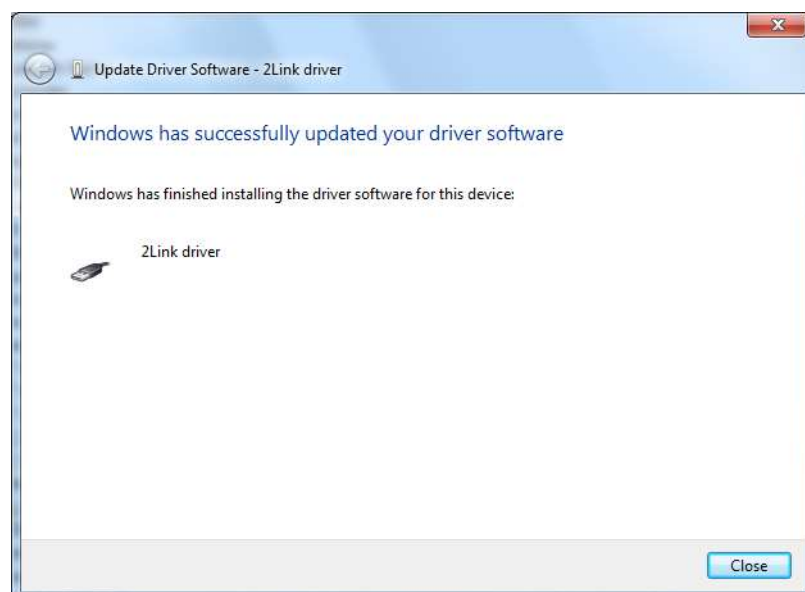 Update Driver Software - 2Link driver
Windows has successfully updated your driver software
Windows has finished installing the driver software for this device:
2Link driver
Close